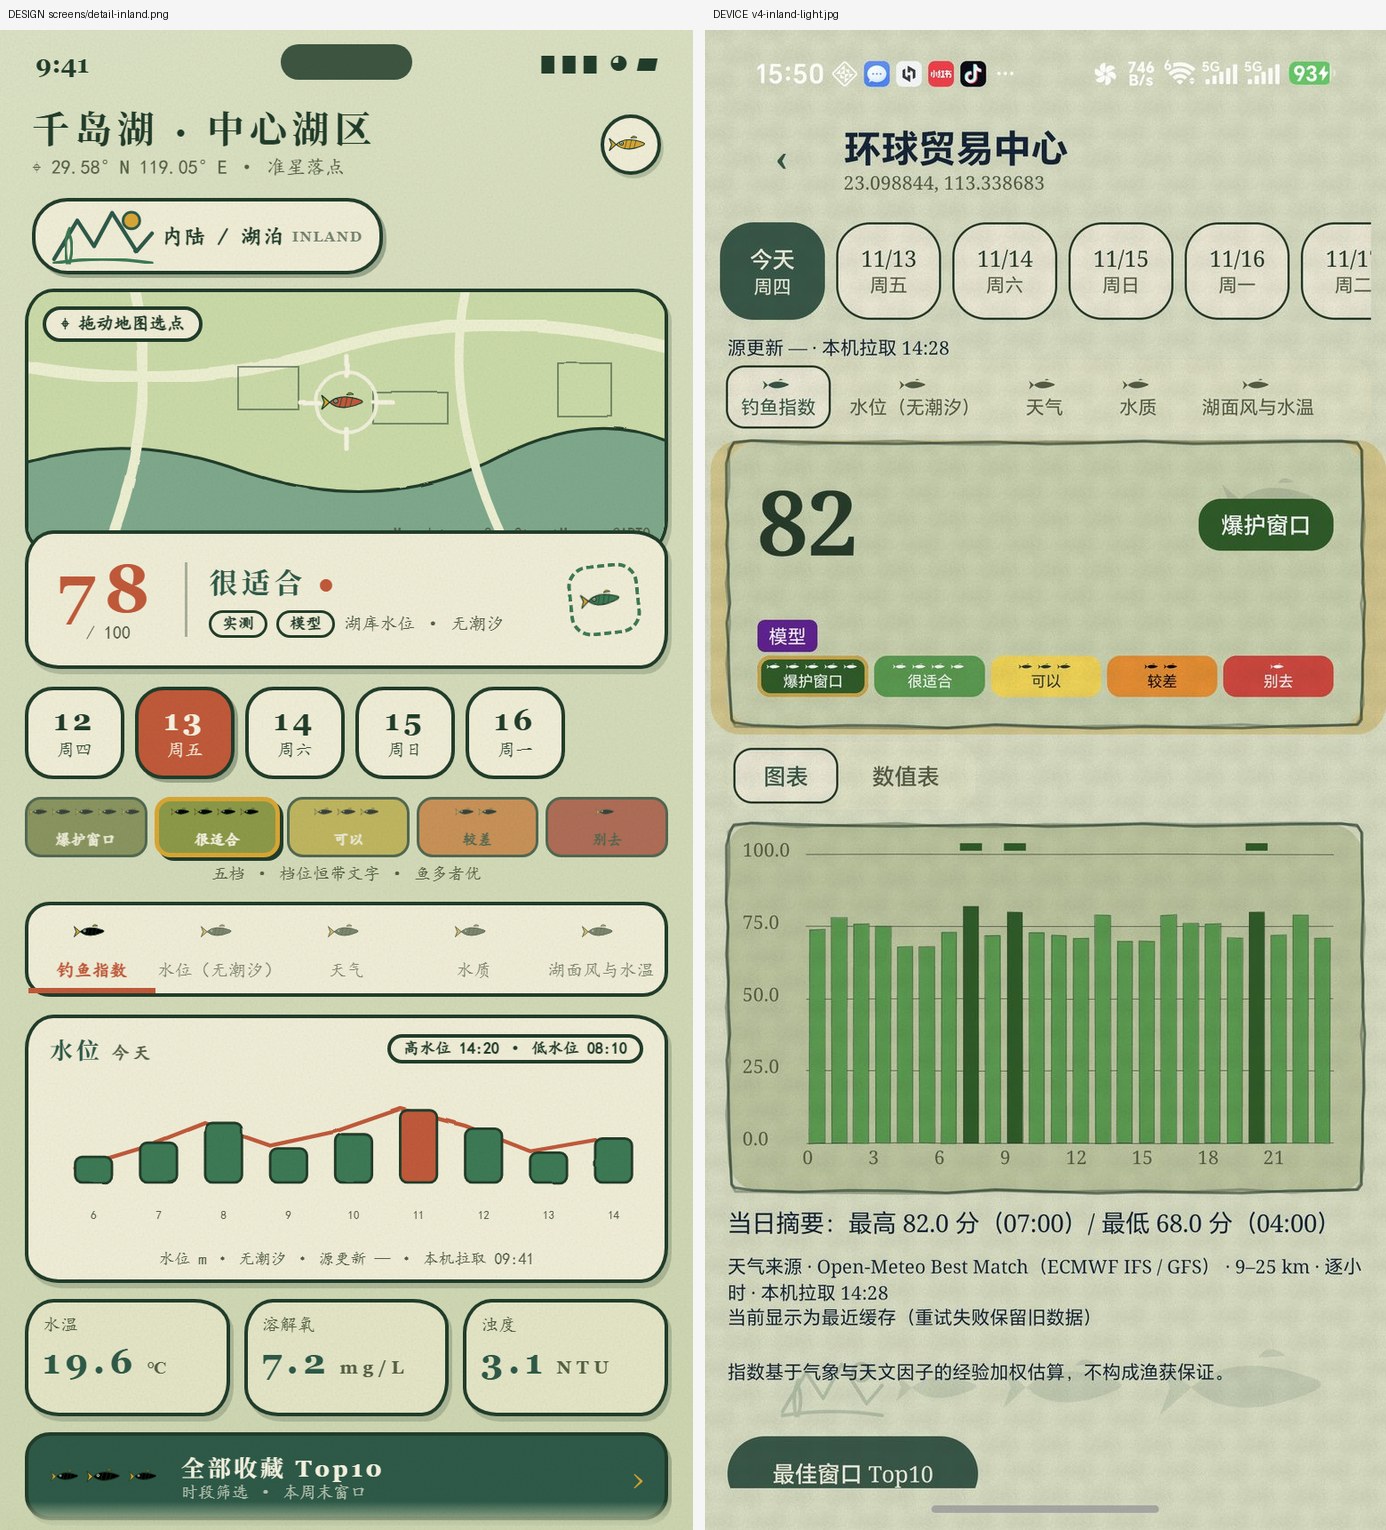 DESIGN screens/detail-inland.png
9:41
千岛湖 · 中心湖区
⌖ 29.58° N 119.05° E • 准星落点
内陆 / 湖泊 INLAND
⌖ 拖动地图选点
78
/ 100
很适合
实测 模型 湖库水位 • 无潮汐
12 13 14 15 16
周四 周五 周六 周日 周一
爆护窗口 很适合 可以 较差 别去
五档 • 档位恒带文字 • 鱼多者优
钓鱼指数 水位（无潮汐） 天气 水质 湖面风与水温
水位 今天 高水位 14:20 • 低水位 08:10
6 7 8 9 10 11 12 13 14
水位 m • 无潮汐 • 源更新 — • 本机拉取 09:41
水温 溶解氧 浊度
19.6 ℃ 7.2 mg/L 3.1 NTU
全部收藏 Top10
时段筛选 • 本周末窗口
DEVICE v4-inland-light.jpg
15:50 小红书 ··· 746 B/s 6 5G 5G 93
‹ 环球贸易中心
23.098844, 113.338683
今天 11/13 11/14 11/15 11/16 11/1
周四 周五 周六 周日 周一 周二
源更新 — · 本机拉取 14:28
钓鱼指数 水位（无潮汐） 天气 水质 湖面风与水温
82 爆护窗口
模型
爆护窗口 很适合 可以 较差 别去
图表 数值表
100.0
75.0
50.0
25.0
0.0
0 3 6 9 12 15 18 21
当日摘要：最高 82.0 分（07:00）/ 最低 68.0 分（04:00）
天气来源 · Open-Meteo Best Match（ECMWF IFS / GFS） · 9–25 km · 逐小
时 · 本机拉取 14:28
当前显示为最近缓存（重试失败保留旧数据）
指数基于气象与天文因子的经验加权估算，不构成渔获保证。
最佳窗口 Top10